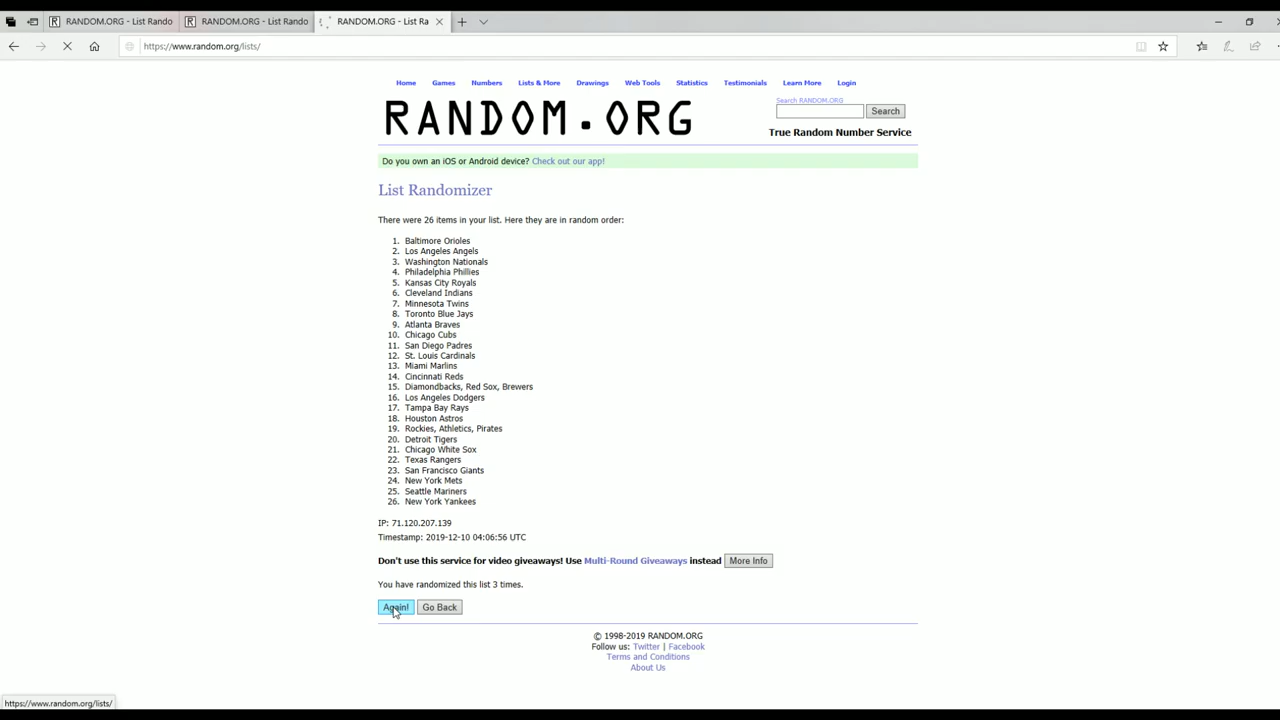 RANDOM.ORG - List Rando
RANDOM.ORG - List Rando
RANDOM.ORG - List Ra
https://www.random.org/lists/
Home Games Numbers Lists & More Drawings Web Tools Statistics Testimonials Learn More Login
RANDOM.ORG
Search RANDOM.ORG
Search
True Random Number Service
Do you own an iOS or Android device? Check out our app!
List Randomizer
There were 26 items in your list. Here they are in random order:
1. Baltimore Orioles
2. Los Angeles Angels
3. Washington Nationals
4. Philadelphia Phillies
5. Kansas City Royals
6. Cleveland Indians
7. Minnesota Twins
8. Toronto Blue Jays
9. Atlanta Braves
10. Chicago Cubs
11. San Diego Padres
12. St. Louis Cardinals
13. Miami Marlins
14. Cincinnati Reds
15. Diamondbacks, Red Sox, Brewers
16. Los Angeles Dodgers
17. Tampa Bay Rays
18. Houston Astros
19. Rockies, Athletics, Pirates
20. Detroit Tigers
21. Chicago White Sox
22. Texas Rangers
23. San Francisco Giants
24. New York Mets
25. Seattle Mariners
26. New York Yankees
IP: 71.120.207.139
Timestamp: 2019-12-10 04:06:56 UTC
Don't use this service for video giveaways! Use Multi-Round Giveaways instead More Info
You have randomized this list 3 times.
Again! Go Back
© 1998-2019 RANDOM.ORG
Follow us: Twitter | Facebook
Terms and Conditions
About Us
https://www.random.org/lists/